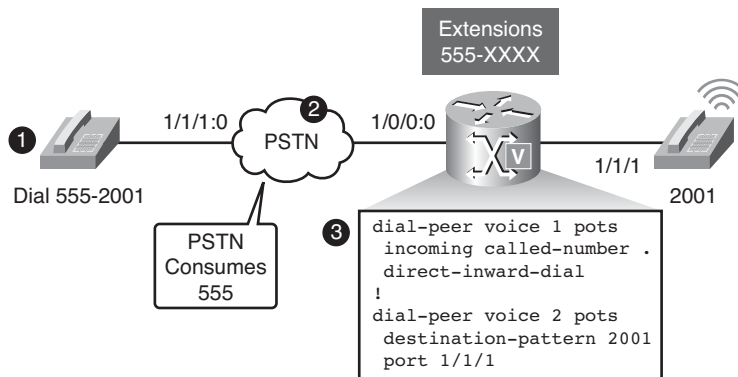 Extensions
555-XXXX
1
1/1/1:0
2
PSTN
1/0/0:0
V
1/1/1
Dial 555-2001
2001
PSTN
Consumes
555
3
dial-peer voice 1 pots
incoming called-number .
direct-inward-dial
!
dial-peer voice 2 pots
destination-pattern 2001
port 1/1/1